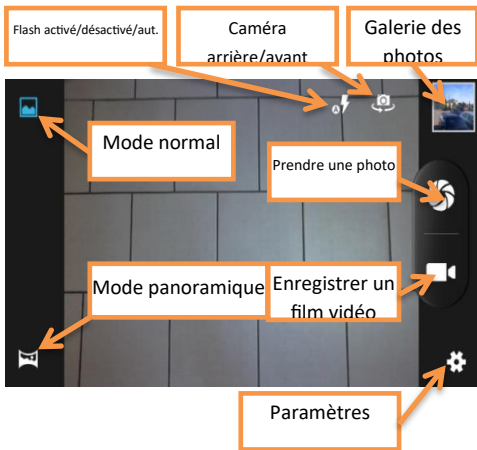 Flash activé/désactivé/aut.
Caméra
arrière/avant
Galerie des
photos
Mode normal
Prendre une photo
Mode panoramique
Enregistrer un
film vidéo
Paramètres